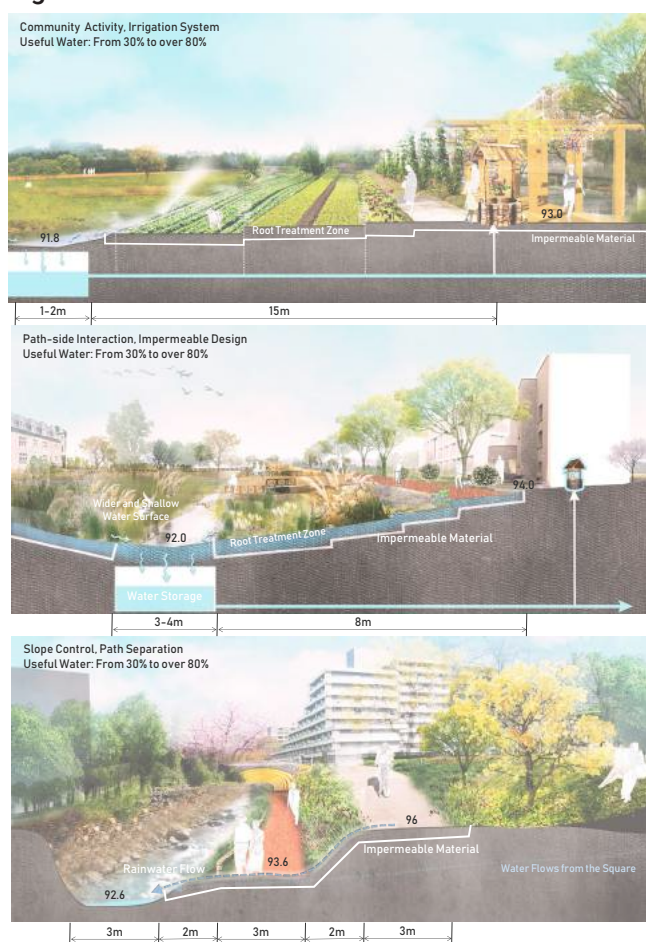 Community Activity, Irrigation System
Useful Water: From 30% to over 80%
93.0
Root Treatment Zone
91.8
Impermeable Material
1-2m
15m
Path-side Interaction, Impermeable Design
Useful Water: From 30% to over 80%
94.0
Wider and Shallow
Water Surface
92.0
Root Treatment Zone
Impermeable Material
Water Storage
3-4m
8m
Slope Control, Path Separation
Useful Water: From 30% to over 80%
96
Impermeable Material
93.6
Rainwater Flow
Water Flows from the Square
92.6
3m
2m
3m
2m
3m